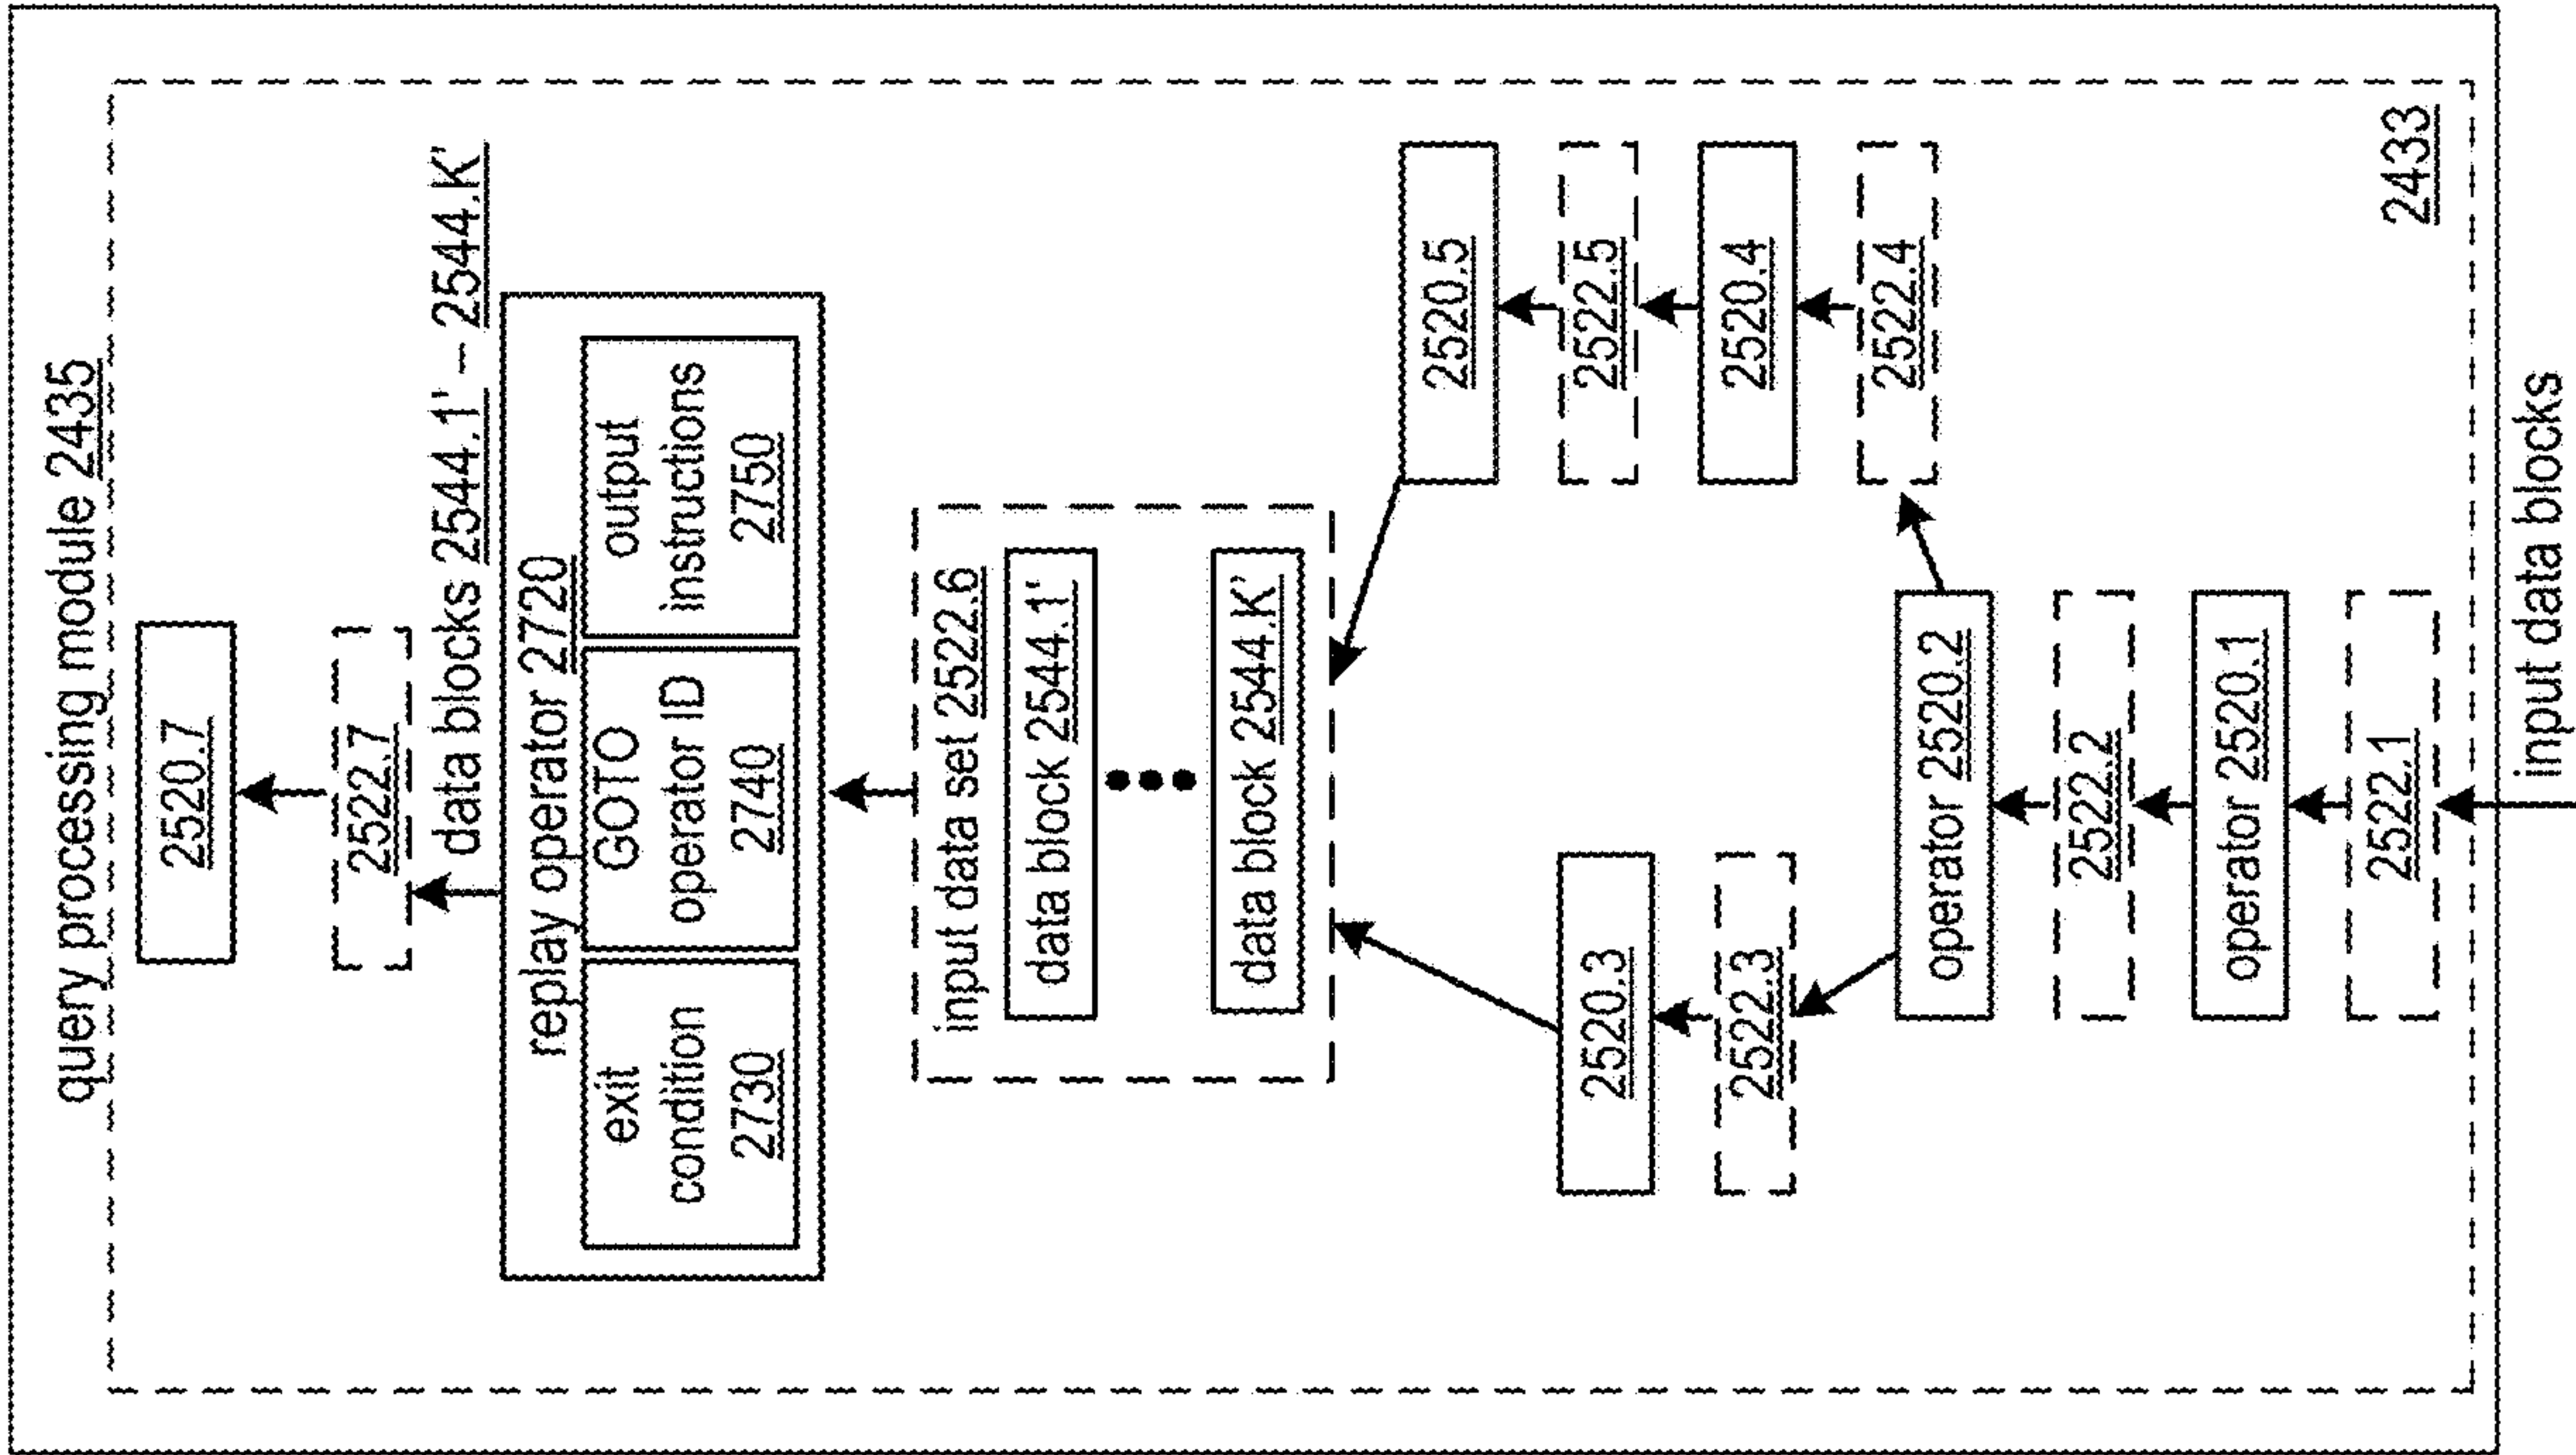 query processing module 2435
2520.7
2522.7
data blocks 2544.1' – 2544.K'
replay operator 2720
exit
condition
2730
GOTO
operator ID
2740
output
instructions
2750
input data set 2522.6
data block 2544.1'
data block 2544.K'
2520.3
2522.3
2520.5
2522.5
2520.4
2522.4
operator 2520.2
2522.2
operator 2520.1
2522.1
2433
input data blocks